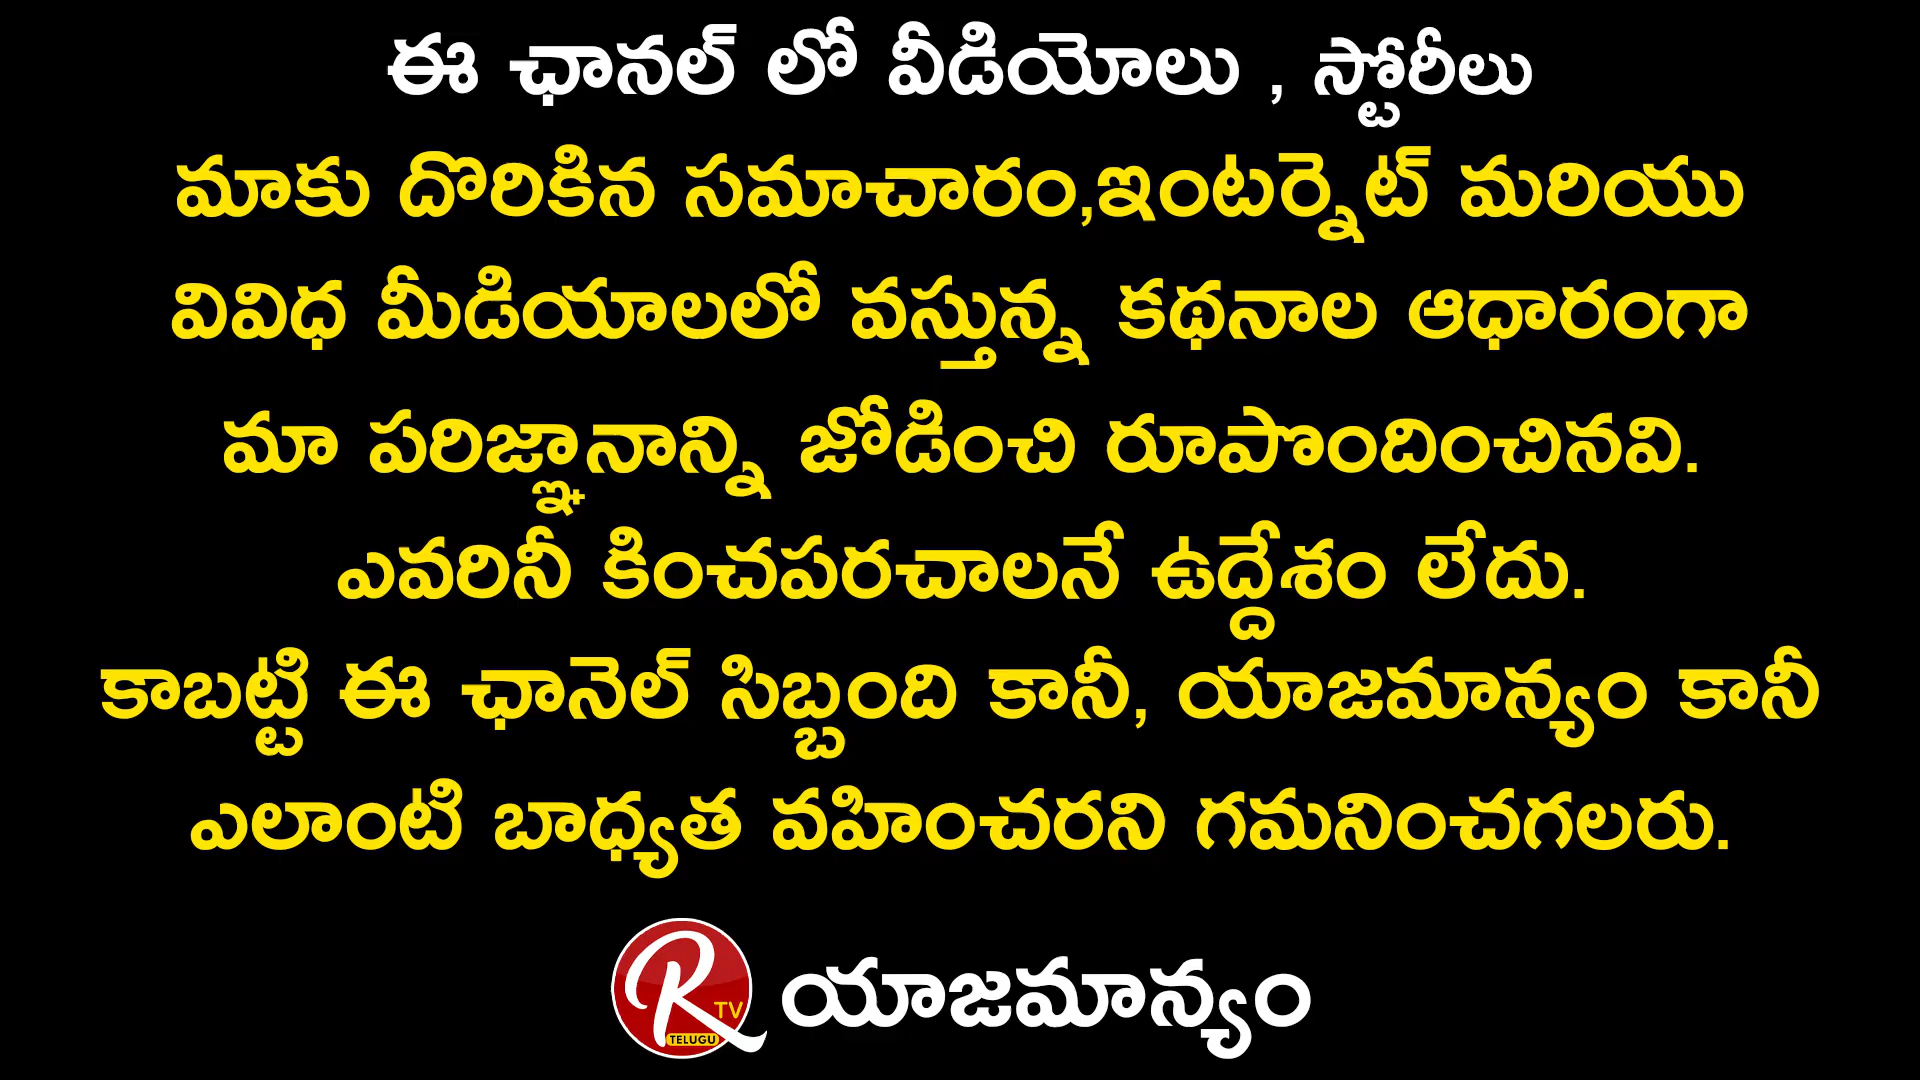 ఈ ఛానల్ లో వీడియోలు , స్టోరీలు
మాకు దొరికిన సమాచారం,ఇంటర్నెట్ మరియు
వివిధ మీడియాలలో వస్తున్న కథనాల ఆధారంగా
మా పరిజ్ఞానాన్ని జోడించి రూపొందించినవి.
ఎవరినీ కించపరచాలనే ఉద్దేశం లేదు.
కాబట్టి ఈ ఛానెల్ సిబ్బంది కానీ, యాజమాన్యం కానీ
ఎలాంటి బాధ్యత వహించరని గమనించగలరు.
R TV TELUGU యాజమాన్యం